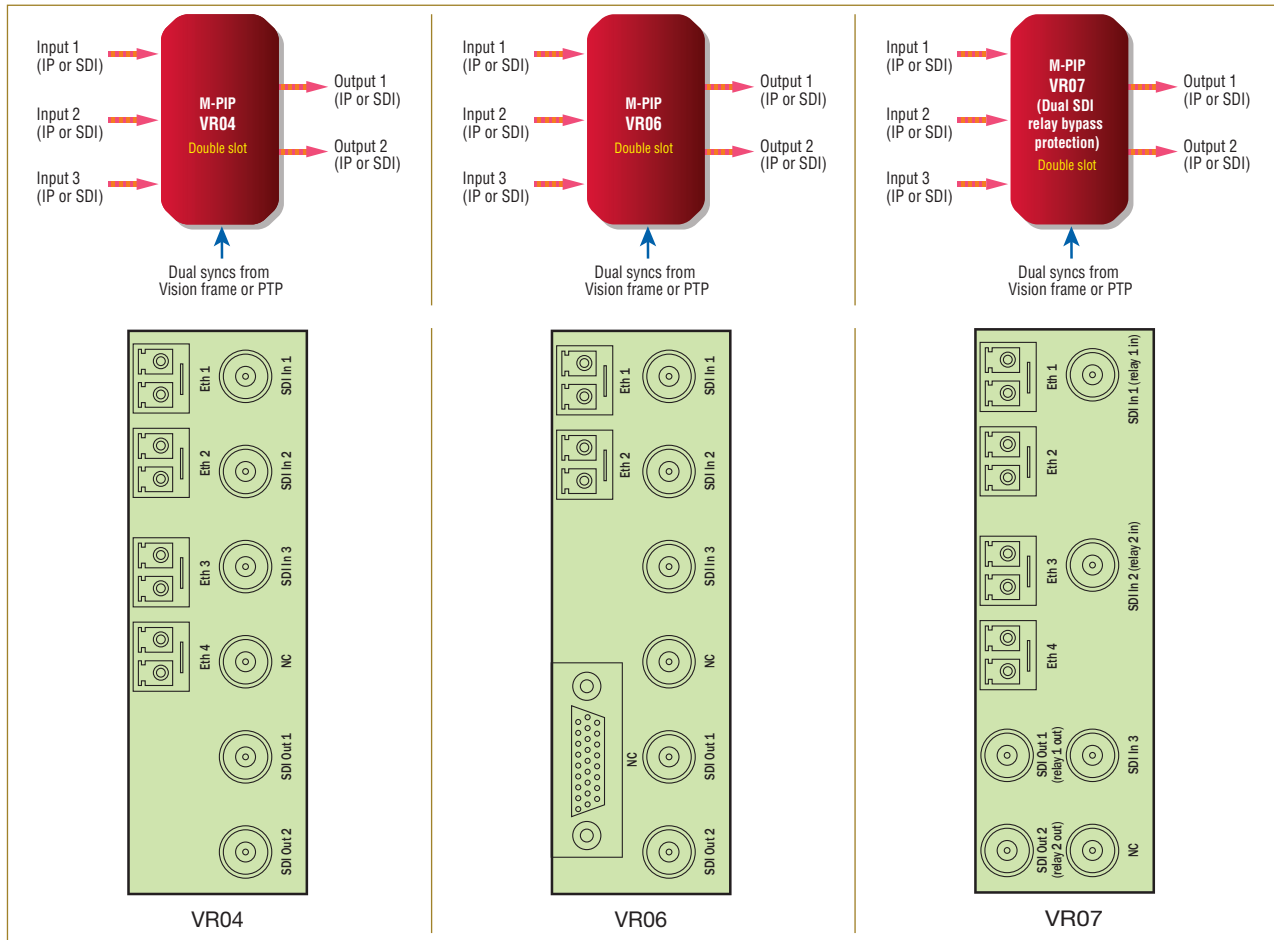 Input 1
(IP or SDI)
Input 2
(IP or SDI)
Input 3
(IP or SDI)
M-PIP
VR04
Double slot
Output 1
(IP or SDI)
Output 2
(IP or SDI)
Dual syncs from
Vision frame or PTP
Input 1
(IP or SDI)
Input 2
(IP or SDI)
Input 3
(IP or SDI)
M-PIP
VR06
Double slot
Output 1
(IP or SDI)
Output 2
(IP or SDI)
Dual syncs from
Vision frame or PTP
Input 1
(IP or SDI)
Input 2
(IP or SDI)
Input 3
(IP or SDI)
M-PIP
VR07
(Dual SDI
relay bypass
protection)
Double slot
Output 1
(IP or SDI)
Output 2
(IP or SDI)
Dual syncs from
Vision frame or PTP
Eth 1
SDI In 1
Eth 2
SDI In 2
Eth 3
SDI In 3
Eth 4
NC
SDI Out 1
SDI Out 2
VR04
Eth 1
SDI In 1
Eth 2
SDI In 2
SDI In 3
NC
NC
SDI Out 1
SDI Out 2
VR06
Eth 1
SDI In 1 (relay 1 in)
Eth 2
Eth 3
SDI In 2 (relay 2 in)
Eth 4
SDI Out 1
(relay 1 out)
SDI In 3
SDI Out 2
(relay 2 out)
NC
VR07